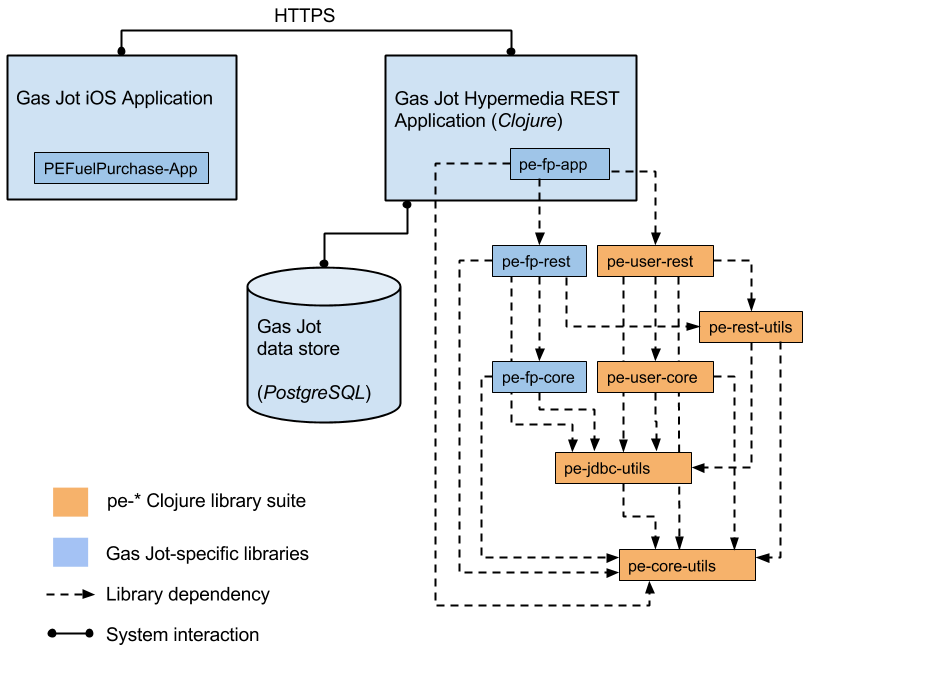 HTTPS
Gas Jot iOS Application
PEFuelPurchase-App
Gas Jot Hypermedia REST
Application (Clojure)
pe-fp-app
pe-fp-rest
pe-user-rest
pe-rest-utils
Gas Jot
data store
(PostgreSQL)
pe-fp-core
pe-user-core
pe-jdbc-utils
pe-core-utils
pe-* Clojure library suite
Gas Jot-specific libraries
Library dependency
System interaction